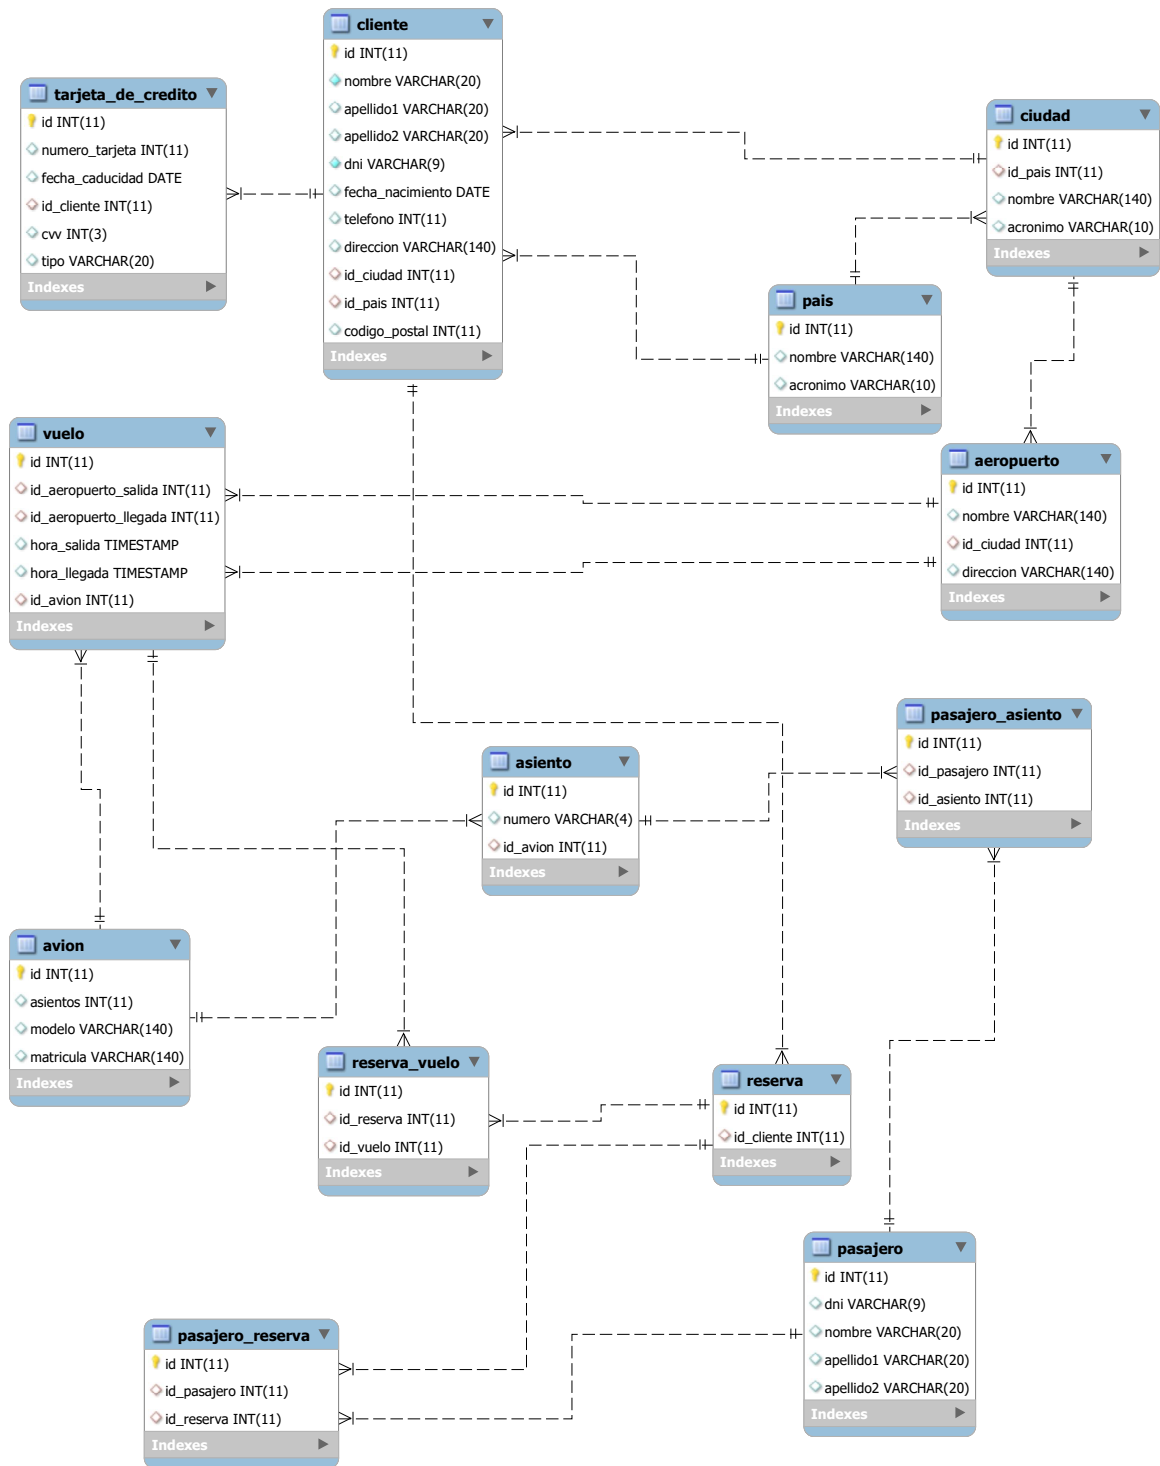 cliente
id INT(11)
nombre VARCHAR(20)
apellido1 VARCHAR(20)
apellido2 VARCHAR(20)
dni VARCHAR(9)
fecha_nacimiento DATE
telefono INT(11)
direccion VARCHAR(140)
id_ciudad INT(11)
id_pais INT(11)
codigo_postal INT(11)
Indexes
tarjeta_de_credito
id INT(11)
numero_tarjeta INT(11)
fecha_caducidad DATE
id_cliente INT(11)
cvv INT(3)
tipo VARCHAR(20)
Indexes
ciudad
id INT(11)
id_pais INT(11)
nombre VARCHAR(140)
acronimo VARCHAR(10)
Indexes
pais
id INT(11)
nombre VARCHAR(140)
acronimo VARCHAR(10)
Indexes
vuelo
id INT(11)
id_aeropuerto_salida INT(11)
id_aeropuerto_llegada INT(11)
hora_salida TIMESTAMP
hora_llegada TIMESTAMP
id_avion INT(11)
Indexes
aeropuerto
id INT(11)
nombre VARCHAR(140)
id_ciudad INT(11)
direccion VARCHAR(140)
Indexes
pasajero_asiento
id INT(11)
id_pasajero INT(11)
id_asiento INT(11)
Indexes
asiento
id INT(11)
numero VARCHAR(4)
id_avion INT(11)
Indexes
avion
id INT(11)
asientos INT(11)
modelo VARCHAR(140)
matricula VARCHAR(140)
Indexes
reserva_vuelo
id INT(11)
id_reserva INT(11)
id_vuelo INT(11)
Indexes
reserva
id INT(11)
id_cliente INT(11)
Indexes
pasajero
id INT(11)
dni VARCHAR(9)
nombre VARCHAR(20)
apellido1 VARCHAR(20)
apellido2 VARCHAR(20)
Indexes
pasajero_reserva
id INT(11)
id_pasajero INT(11)
id_reserva INT(11)
Indexes